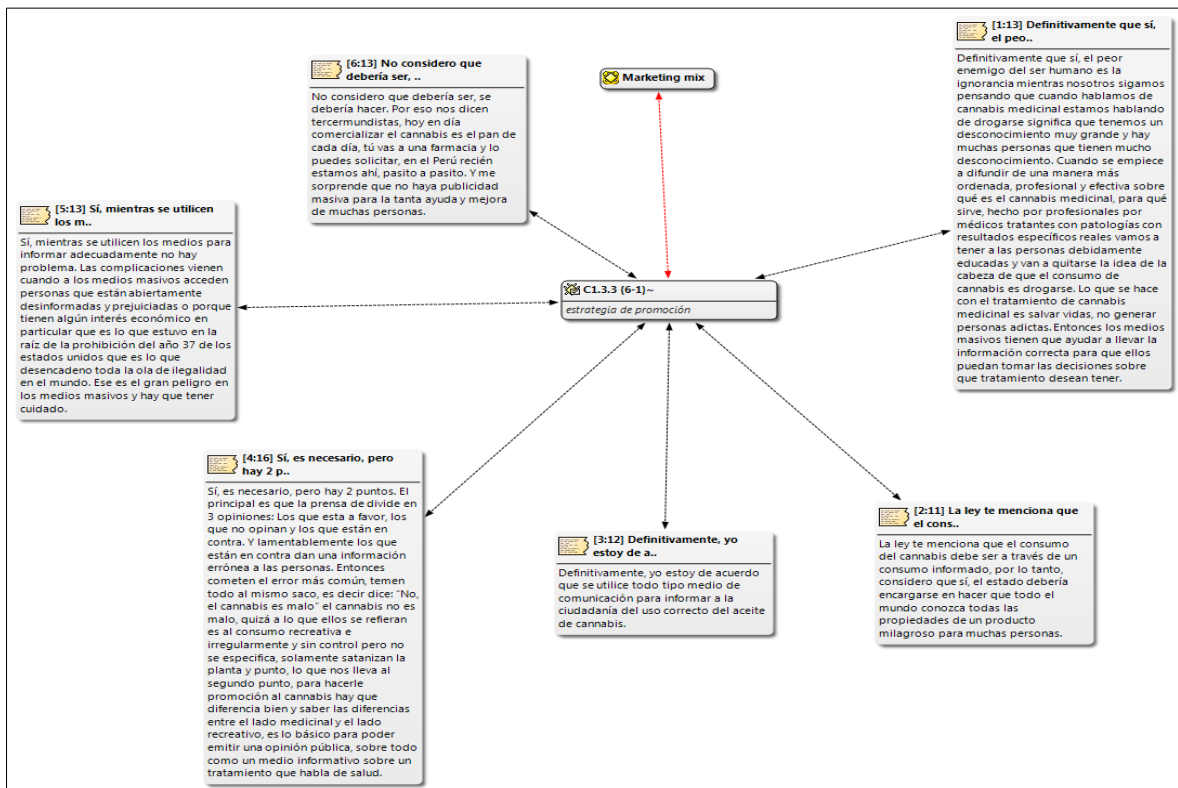 [6:13] No considero que
debería ser, ..
No considero que debería ser, se
debería hacer. Por eso nos dicen
tercermundistas, hoy en día
comercializar el cannabis es el pan de
cada día, tú vas a una farmacia y lo
puedes solicitar, en el Perú recién
estamos ahí, pasito a pasito. Y me
sorprende que no haya publicidad
masiva para la tanta ayuda y mejora
de muchas personas.
Marketing mix
[1:13] Definitivamente que sí,
el peo..
Definitivamente que sí, el peor
enemigo del ser humano es la
ignorancia mientras nosotros sigamos
pensando que cuando hablamos de
cannabis medicinal estamos hablando
de drogarse significa que tenemos un
desconocimiento muy grande y hay
muchas personas que tienen mucho
desconocimiento. Cuando se empiece
a difundir de una manera más
ordenada, profesional y efectiva sobre
qué es el cannabis medicinal, para qué
sirve, hecho por profesionales por
médicos tratantes con patologías con
resultados específicos reales vamos a
tener a las personas debidamente
educadas y van a quitarse la idea de la
cabeza de que el consumo de
cannabis es drogarse. Lo que se hace
con el tratamiento de cannabis
medicinal es salvar vidas, no generar
personas adictas. Entonces los medios
masivos tienen que ayudar a llevar la
información correcta para que ellos
puedan tomar las decisiones sobre
que tratamiento desean tener.
[5:13] Sí, mientras se utilicen
los m..
Sí, mientras se utilicen los medios para
informar adecuadamente no hay
problema. Las complicaciones vienen
cuando a los medios masivos acceden
personas que están abiertamente
desinformadas y prejuiciadas o porque
tienen algún interés económico en
particular que es lo que estuvo en la
raíz de la prohibición del año 37 de los
estados unidos que es lo que
desencadeno toda la ola de ilegalidad
en el mundo. Ese es el gran peligro en
los medios masivos y hay que tener
cuidado.
C1.3.3 {6-1}~
estrategia de promoción
[4:16] Sí, es necesario, pero
hay 2 p..
Sí, es necesario, pero hay 2 puntos. El
principal es que la prensa de divide en
3 opiniones: Los que esta a favor, los
que no opinan y los que están en
contra. Y lamentablemente los que
están en contra dan una información
errónea a las personas. Entonces
cometen el error más común, temen
todo al mismo saco, es decir dice: “No,
el cannabis es malo” el cannabis no es
malo, quizá a lo que ellos se refieran
es al consumo recreativa e
irregularmente y sin control pero no
se especifica, solamente satanizan la
planta y punto, lo que nos lleva al
segundo punto, para hacerle
promoción al cannabis hay que
diferencia bien y saber las diferencias
entre el lado medicinal y el lado
recreativo, es lo básico para poder
emitir una opinión pública, sobre todo
como un medio informativo sobre un
tratamiento que habla de salud.
[3:12] Definitivamente, yo
estoy de a..
Definitivamente, yo estoy de acuerdo
que se utilice todo tipo medio de
comunicación para informar a la
ciudadanía del uso correcto del aceite
de cannabis.
[2:11] La ley te menciona que
el cons..
La ley te menciona que el consumo
del cannabis debe ser a través de un
consumo informado, por lo tanto,
considero que sí, el estado debería
encargarse en hacer que todo el
mundo conozca todas las
propiedades de un producto
milagroso para muchas personas.